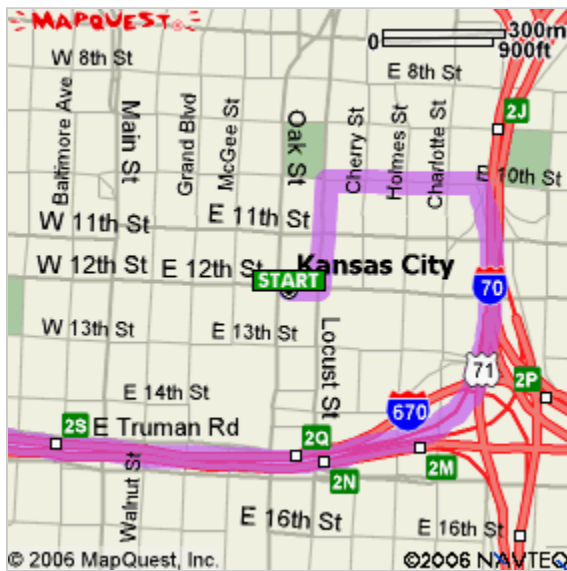 MAPQUEST
300m
0
900ft
W 8th St
E 8th St
2J
Baltimore Ave
Main St
Grand Blvd
McGee St
Oak St
Cherry St
Holmes St
Charlotte St
E 10th St
W 11th St
E 11th St
W 12th St
E 12th St
Kansas City
START
70
W 13th St
E 13th St
Locust St
71
2P
E 14th St
670
2S
E Truman Rd
2Q
2N
2M
Walnut St
E 16th St
E 16th St
© 2006 MapQuest, Inc.
©2006 NAVTEQ